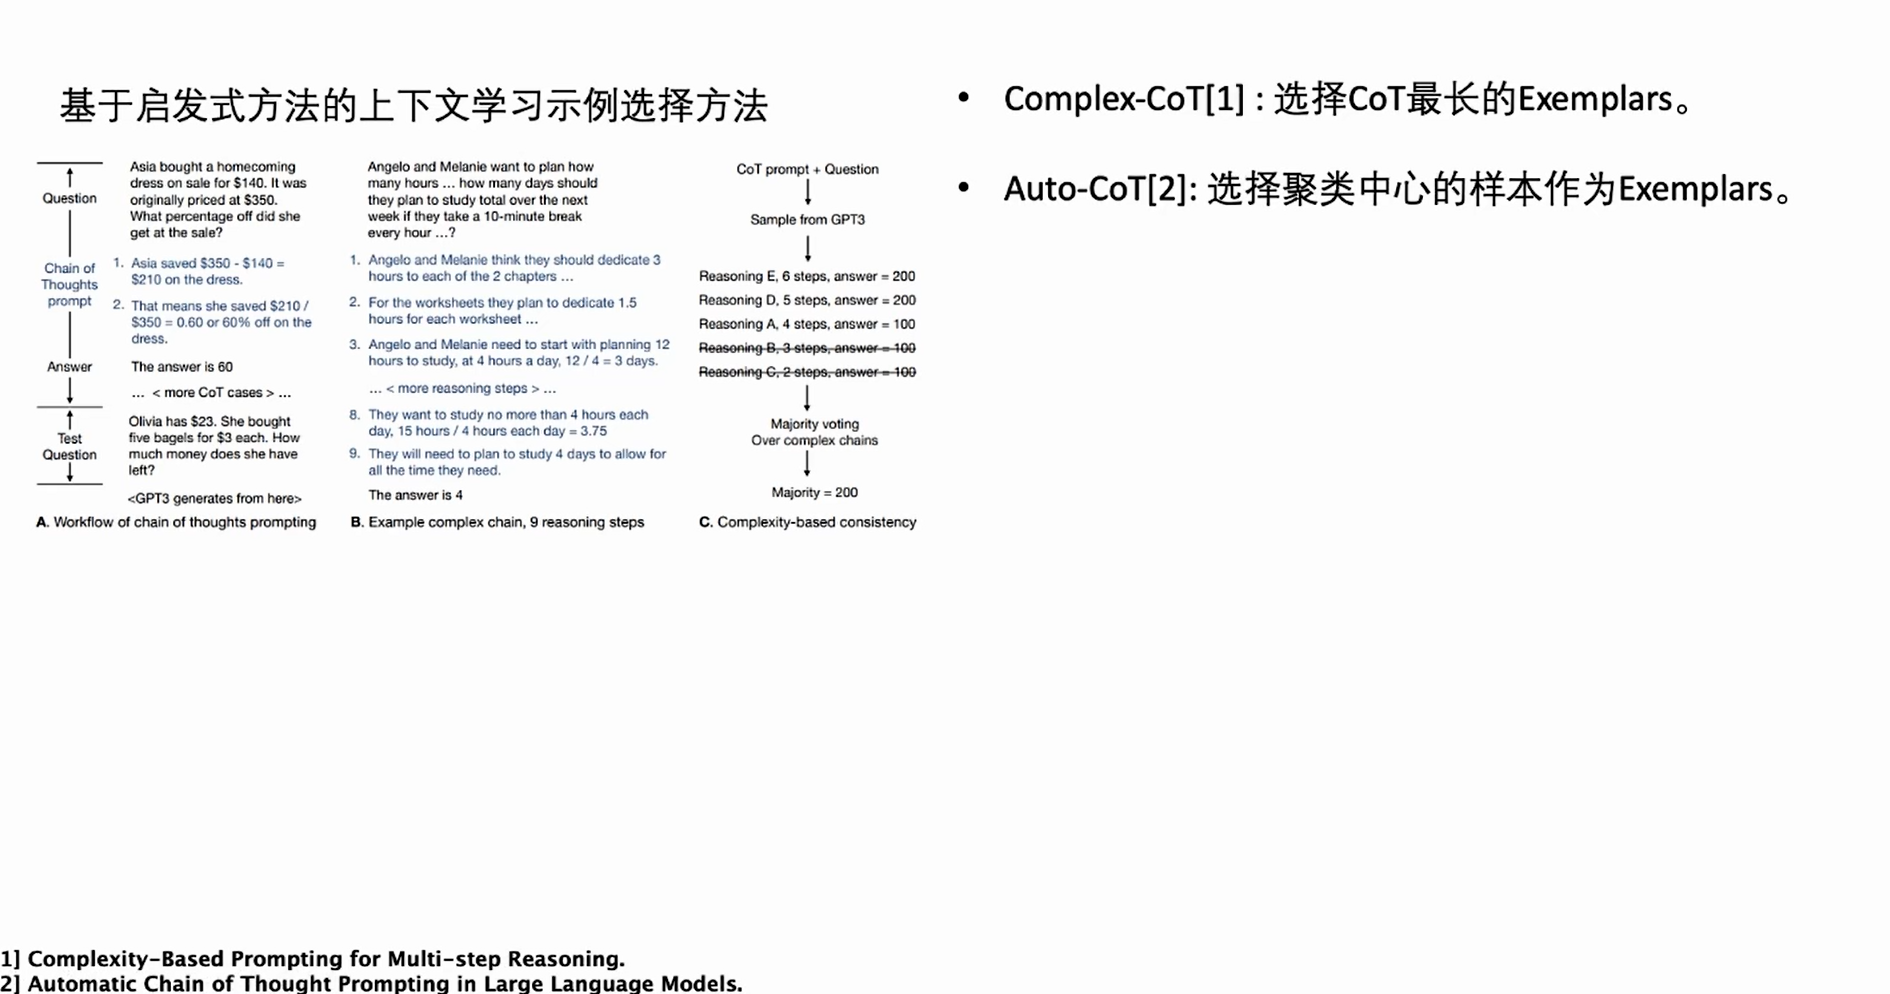 基于启发式方法的上下文学习示例选择方法
Question
Chain of
Thoughts
prompt
Answer
Test
Question
Asia bought a homecoming
dress on sale for $140. It was
originally priced at $350.
What percentage off did she
get at the sale?
1. Asia saved $350 - $140 =
$210 on the dress.
2. That means she saved $210 /
$350 = 0.60 or 60% off on the
dress.
The answer is 60
... < more CoT cases > ...
Olivia has $23. She bought
five bagels for $3 each. How
much money does she have
left?
<GPT3 generates from here>
A. Workflow of chain of thoughts prompting
Angelo and Melanie want to plan how
many hours ... how many days should
they plan to study total over the next
week if they take a 10-minute break
every hour ...?
1. Angelo and Melanie think they should dedicate 3
hours to each of the 2 chapters ...
2. For the worksheets they plan to dedicate 1.5
hours for each worksheet ...
3. Angelo and Melanie need to start with planning 12
hours to study, at 4 hours a day, 12 / 4 = 3 days.
... < more reasoning steps > ...
8. They want to study no more than 4 hours each
day, 15 hours / 4 hours each day = 3.75
9. They will need to plan to study 4 days to allow for
all the time they need.
The answer is 4
B. Example complex chain, 9 reasoning steps
CoT prompt + Question
Sample from GPT3
Reasoning E, 6 steps, answer = 200
Reasoning D, 5 steps, answer = 200
Reasoning A, 4 steps, answer = 100
Reasoning B, 3 steps, answer = 100
Reasoning C, 2 steps, answer = 100
Majority voting
Over complex chains
Majority = 200
C. Complexity-based consistency
• Complex-CoT[1] : 选择CoT最长的Exemplars。
• Auto-CoT[2]: 选择聚类中心的样本作为Exemplars。
1] Complexity-Based Prompting for Multi-step Reasoning.
2] Automatic Chain of Thought Prompting in Large Language Models.